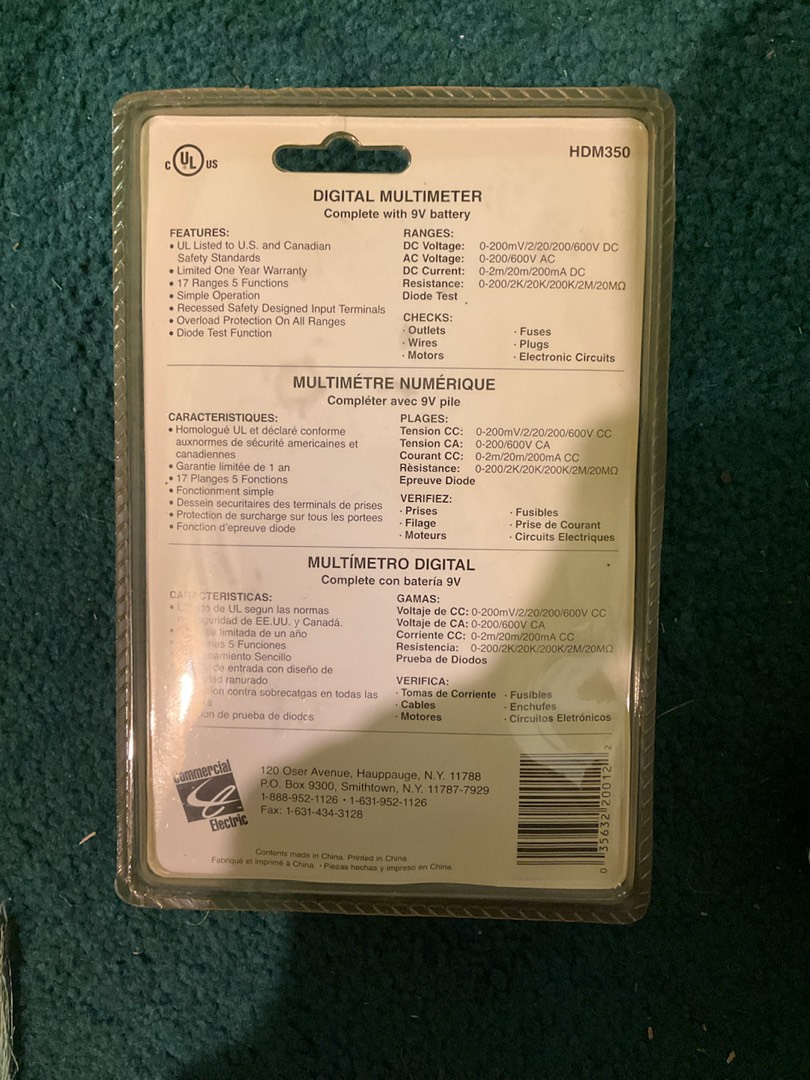 C UL US
HDM350
DIGITAL MULTIMETER
Complete with 9V battery
FEATURES:
• UL Listed to U.S. and Canadian
Safety Standards
• Limited One Year Warranty
• 17 Ranges 5 Functions
• Simple Operation
• Recessed Safety Designed Input Terminals
• Overload Protection On All Ranges
• Diode Test Function
RANGES:
DC Voltage: 0-200mV/2/20/200/600V DC
AC Voltage: 0-200/600V AC
DC Current: 0-2m/20m/200mA DC
Resistance: 0-200/2K/20K/200K/2M/20MΩ
Diode Test
CHECKS:
· Outlets · Fuses
· Wires · Plugs
· Motors · Electronic Circuits
MULTIMÉTRE NUMÉRIQUE
Compléter avec 9V pile
CARACTERISTIQUES:
• Homologué UL et déclaré conforme
auxnormes de sécurité americaines et
canadiennes
• Garantie limitée de 1 an
• 17 Planges 5 Fonctions
• Fonctionment simple
• Dessein securitaires des terminals de prises
• Protection de surcharge sur tous les portees
• Fonction d'epreuve diode
PLAGES:
Tension CC: 0-200mV/2/20/200/600V CC
Tension CA: 0-200/600V CA
Courant CC: 0-2m/20m/200mA CC
Rèsistance: 0-200/2K/20K/200K/2M/20MΩ
Epreuve Diode
VERIFIEZ:
· Prises · Fusibles
· Filage · Prise de Courant
· Moteurs · Circuits Electriques
MULTÍMETRO DIGITAL
Complete con batería 9V
CARACTERISTICAS:
de UL segun las normas
de EE.UU. y Canadá.
limitada de un año
5 Funciones
Sencillo
de entrada con diseño de
ranurado
contra sobrecatgas en todas las
de prueba de diodos
GAMAS:
Voltaje de CC: 0-200mV/2/20/200/600V CC
Voltaje de CA: 0-200/600V CA
Corriente CC: 0-2m/20m/200mA CC
Resistencia: 0-200/2K/20K/200K/2M/20MΩ
Prueba de Diodos
VERIFICA:
· Tomas de Corriente · Fusibles
· Cables · Enchufes
· Motores · Circuitos Eletrónicos
Commercial
Electric
120 Oser Avenue, Hauppauge, N.Y. 11788
P.O. Box 9300, Smithtown, N.Y. 11787-7929
1-888-952-1126 • 1-631-952-1126
Fax: 1-631-434-3128
Contents made in China. Printed in China.
Fabriqué et imprimé à China. • Piezas hechas y impreso en China.
0 35632 20012 2